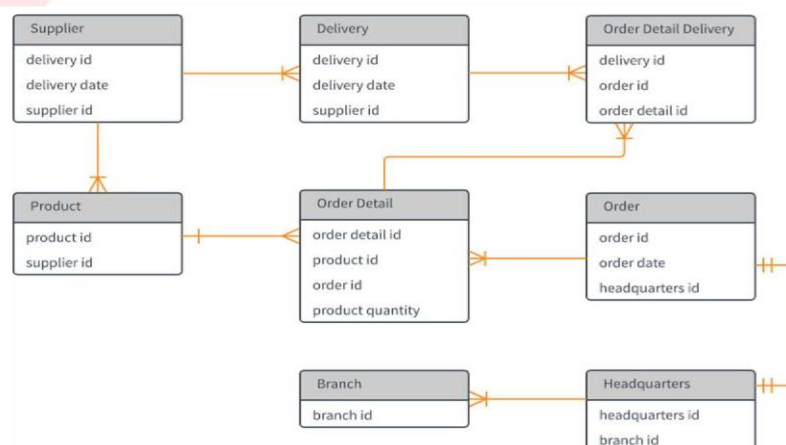 Supplier
delivery id
delivery date
supplier id
Delivery
delivery id
delivery date
supplier id
Order Detail Delivery
delivery id
order id
order detail id
Product
product id
supplier id
Order Detail
order detail id
product id
order id
product quantity
Order
order id
order date
headquarters id
Branch
branch id
Headquarters
headquarters id
branch id